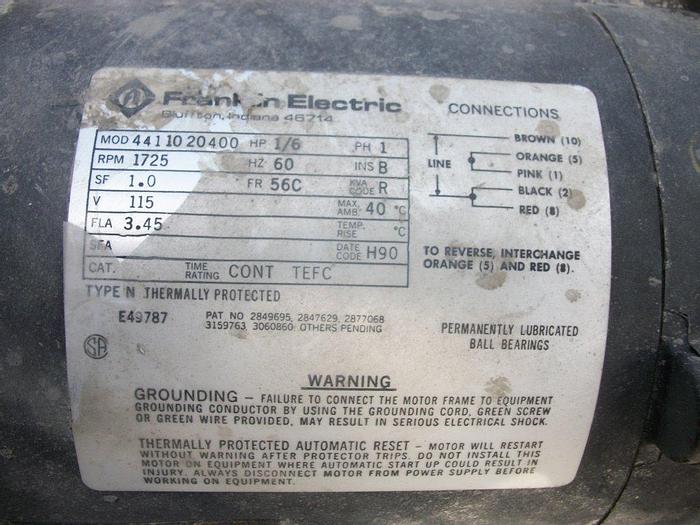 Franklin Electric
Bluffton, Indiana 46714
MOD 4411020400 HP 1/6 PH 1
RPM 1725 HZ 60 INS B
SF 1.0 FR 56C KVA CODE R
V 115 MAX. AMB. 40 °C
FLA 3.45 TEMP. RISE °C
SFA DATE CODE H90
CAT. TIME RATING CONT TEFC
TYPE N THERMALLY PROTECTED
E49787 PAT NO 2849695, 2847629, 2877068
3159763, 3060860; OTHERS PENDING
SA
CONNECTIONS
BROWN (10)
ORANGE (5)
LINE
PINK (1)
BLACK (2)
RED (8)
TO REVERSE, INTERCHANGE
ORANGE (5) AND RED (8).
PERMANENTLY LUBRICATED
BALL BEARINGS
WARNING
GROUNDING – FAILURE TO CONNECT THE MOTOR FRAME TO EQUIPMENT
GROUNDING CONDUCTOR BY USING THE GROUNDING CORD, GREEN SCREW
OR GREEN WIRE PROVIDED, MAY RESULT IN SERIOUS ELECTRICAL SHOCK.
THERMALLY PROTECTED AUTOMATIC RESET – MOTOR WILL RESTART
WITHOUT WARNING AFTER PROTECTOR TRIPS. DO NOT INSTALL THIS
MOTOR ON EQUIPMENT WHERE AUTOMATIC START UP COULD RESULT IN
INJURY. ALWAYS DISCONNECT MOTOR FROM POWER SUPPLY BEFORE
WORKING ON EQUIPMENT.